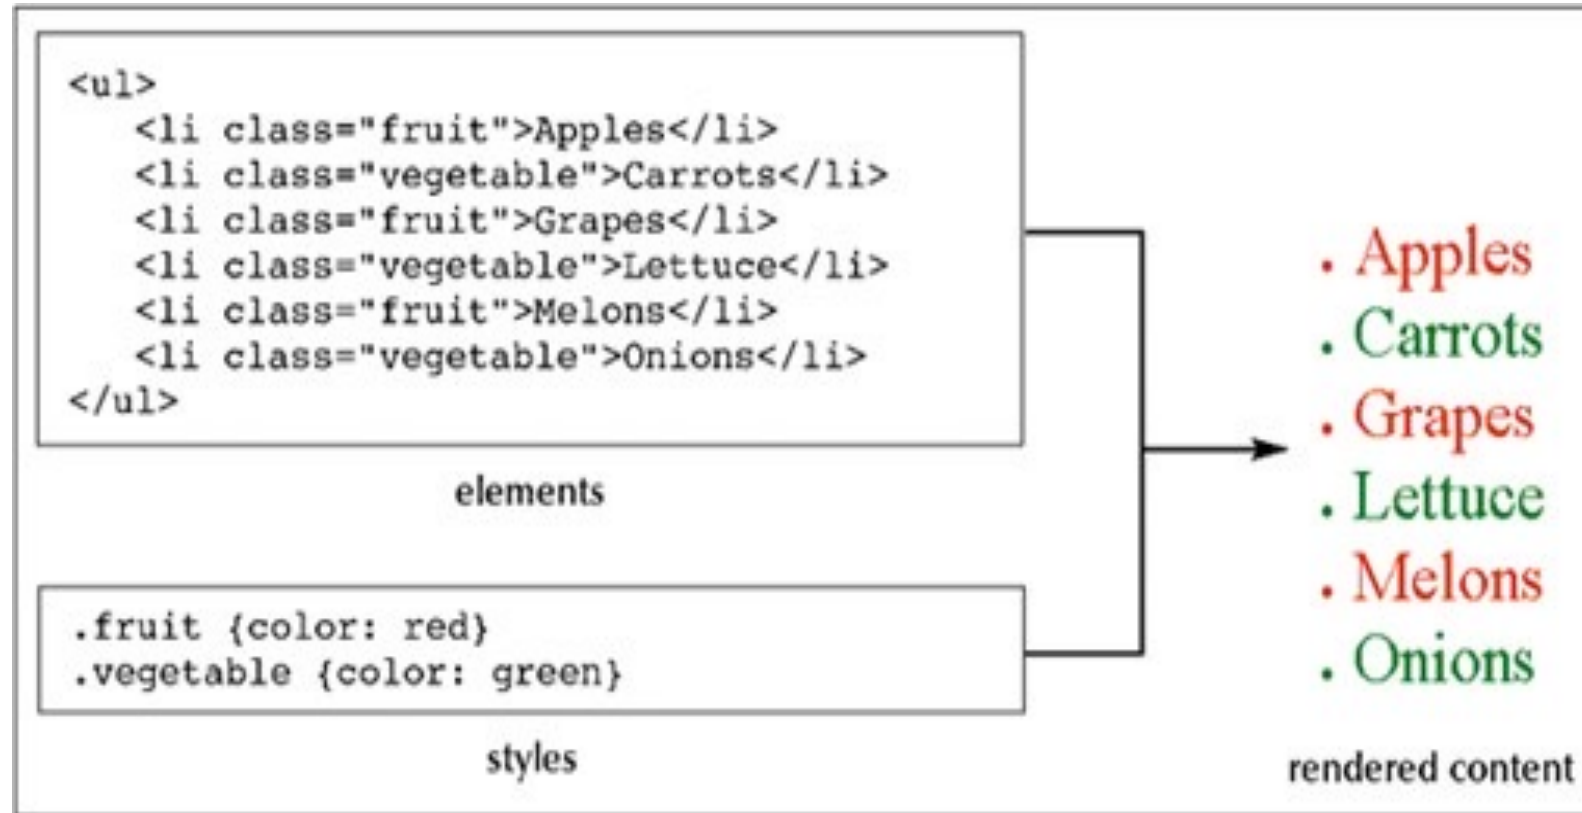 <ul>
<li class="fruit">Apples</li>
<li class="vegetable">Carrots</li>
<li class="fruit">Grapes</li>
<li class="vegetable">Lettuce</li>
<li class="fruit">Melons</li>
<li class="vegetable">Onions</li>
</ul>
elements
.fruit {color: red}
.vegetable {color: green}
styles
. Apples
. Carrots
. Grapes
. Lettuce
. Melons
. Onions
rendered content